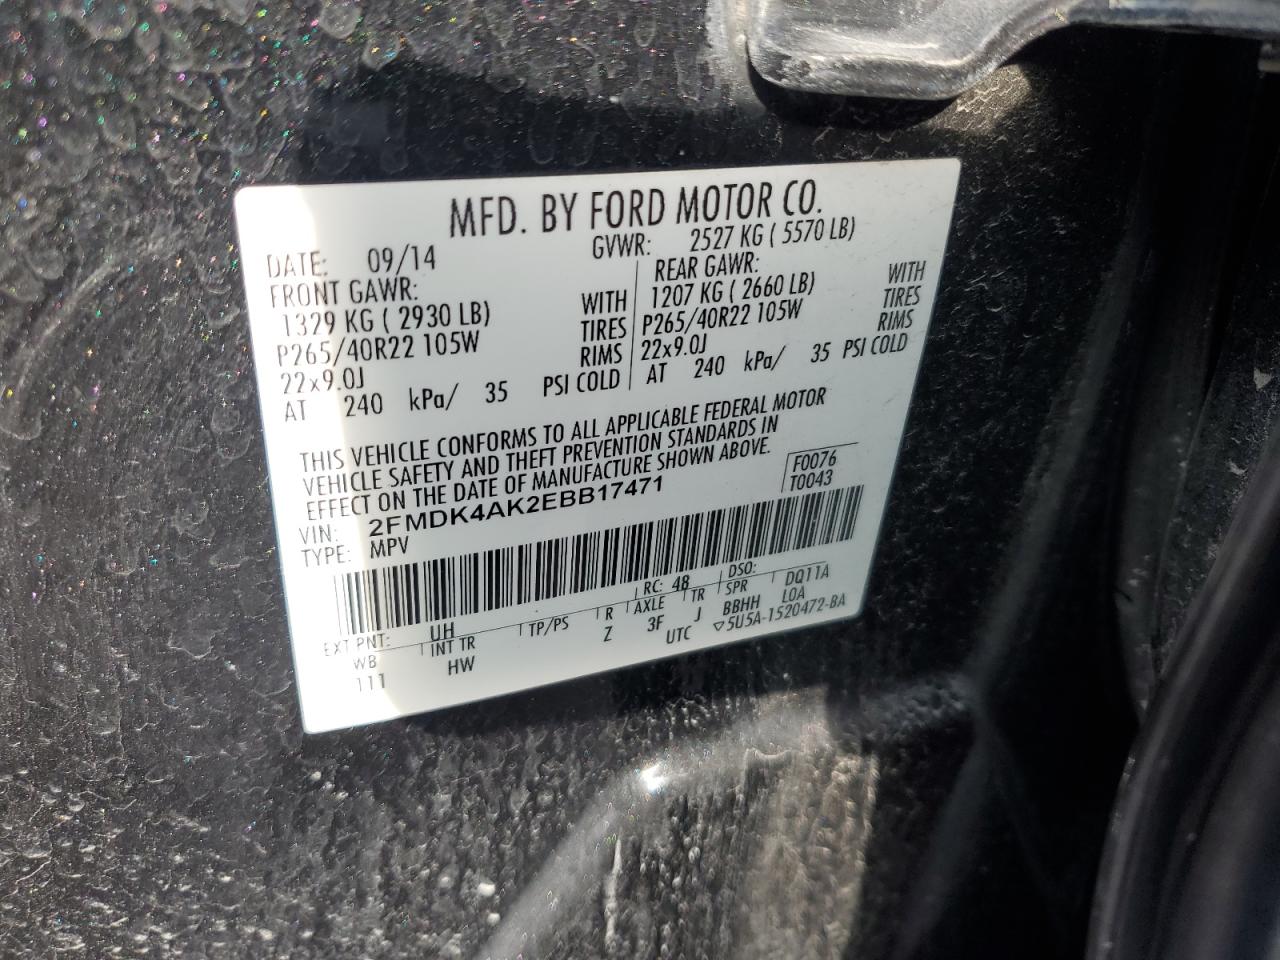 MFD. BY FORD MOTOR CO.
DATE: 09/14 GVWR: 2527 KG ( 5570 LB)
FRONT GAWR:
1329 KG ( 2930 LB) WITH
P265/40R22 105W TIRES
22x9.0J RIMS
AT 240 kPa/ 35 PSI COLD
REAR GAWR:
1207 KG ( 2660 LB) WITH
P265/40R22 105W TIRES
22x9.0J RIMS
AT 240 kPa/ 35 PSI COLD
THIS VEHICLE CONFORMS TO ALL APPLICABLE FEDERAL MOTOR
VEHICLE SAFETY AND THEFT PREVENTION STANDARDS IN
EFFECT ON THE DATE OF MANUFACTURE SHOWN ABOVE.
F0076
T0043
VIN: 2FMDK4AK2EBB17471
TYPE: MPV
EXT PNT: UH RC: 48 DSO:
WB INT TR TP/PS R AXLE TR SPR DQ11A
111 HW Z 3F J BBHH LOA
UTC ▽5U5A-1520472-BA